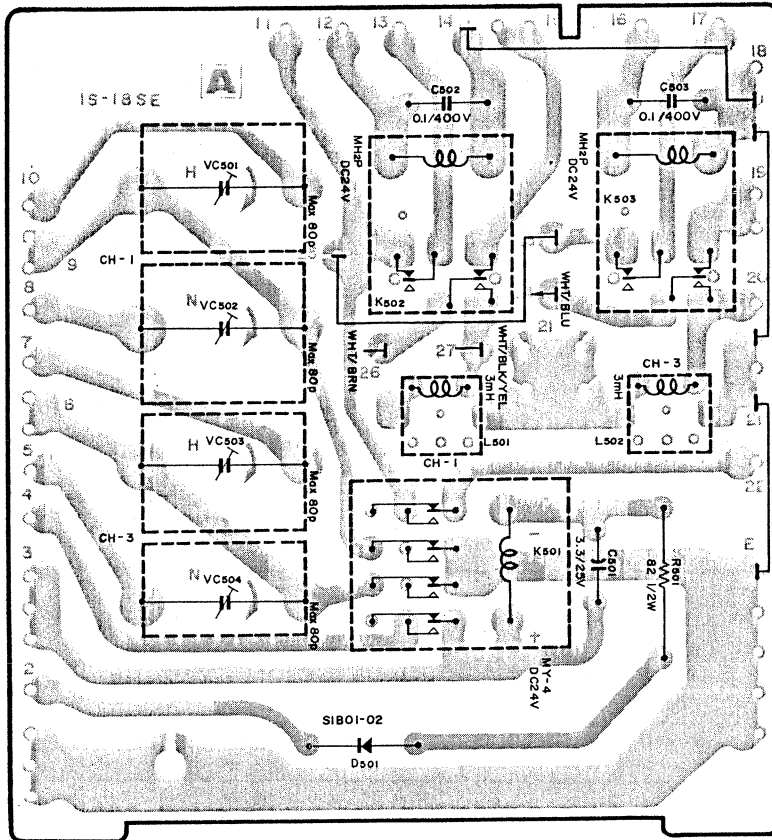 11 12 13 14 15 16 17
18
A
1S-18SE
C502
0.1/400V
C503
0.1/400V
MH2P
DC24V
MH2P
DC24V
H VC501
Max 80p
K503
10
19
9
CH-1
K502
20
8
N VC502
Max 80p
WHT/BLU
21
7
WHT/BRN
26
27
WHT/BLK/YEL
3mH
L501
CH-1
CH-3
3mH
L502
21
6
H VC503
Max 80p
5
22
4
CH-3
K501
−
+
MY-4
DC24V
C501
3.3/25V
R501
82 1/2W
E
3
N VC504
Max 80p
2
S1B01-02
D501